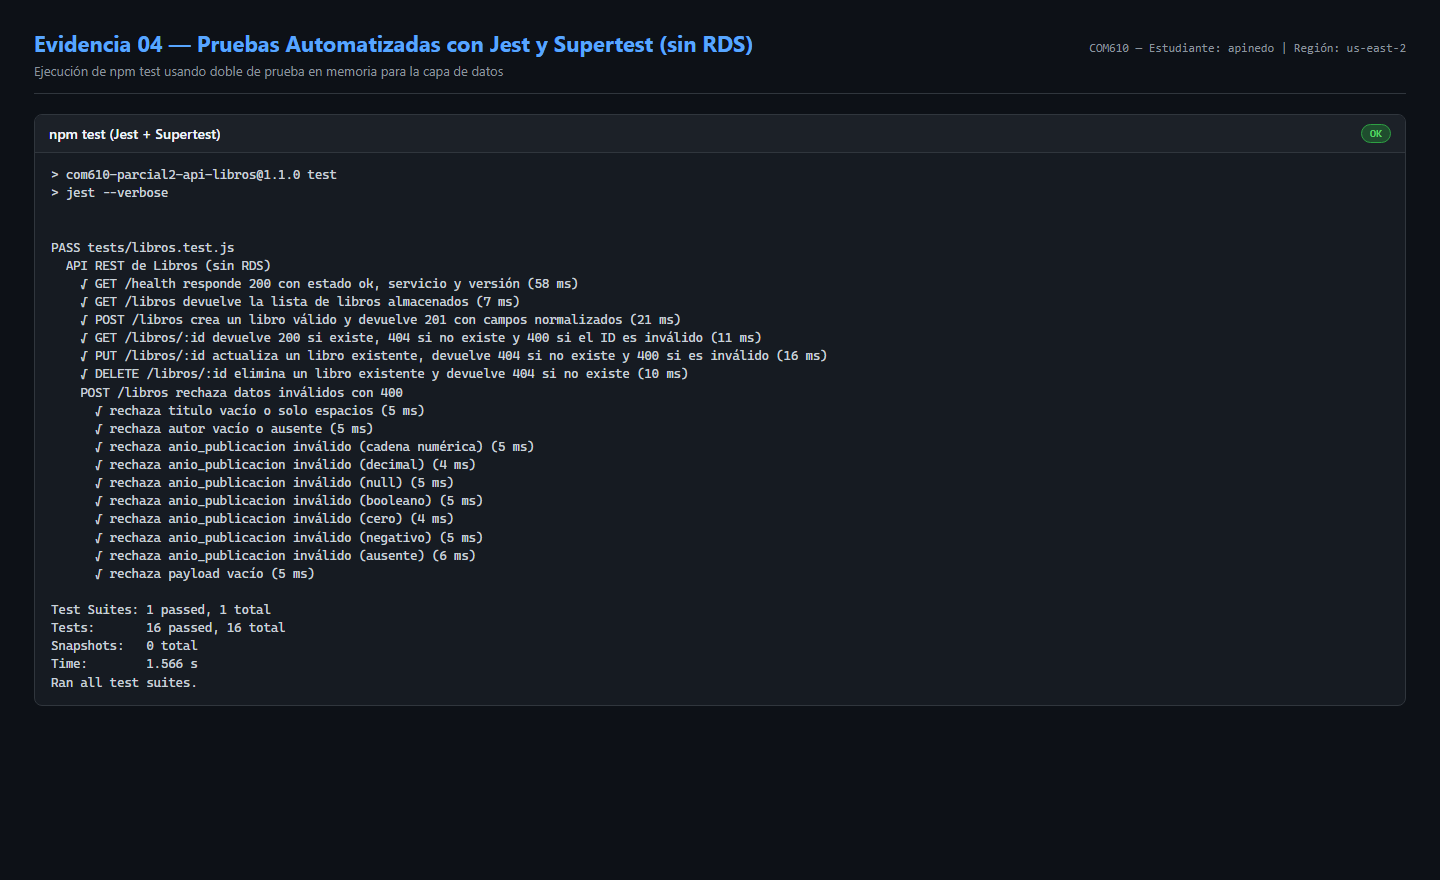 Evidencia 04 — Pruebas Automatizadas con Jest y Supertest (sin RDS)
COM610 — Estudiante: apinedo | Región: us-east-2
Ejecución de npm test usando doble de prueba en memoria para la capa de datos
npm test (Jest + Supertest)
OK
> com610-parcial2-api-libros@1.1.0 test
> jest --verbose
PASS tests/libros.test.js
API REST de Libros (sin RDS)
√ GET /health responde 200 con estado ok, servicio y versión (58 ms)
√ GET /libros devuelve la lista de libros almacenados (7 ms)
√ POST /libros crea un libro válido y devuelve 201 con campos normalizados (21 ms)
√ GET /libros/:id devuelve 200 si existe, 404 si no existe y 400 si el ID es inválido (11 ms)
√ PUT /libros/:id actualiza un libro existente, devuelve 404 si no existe y 400 si es inválido (16 ms)
√ DELETE /libros/:id elimina un libro existente y devuelve 404 si no existe (10 ms)
POST /libros rechaza datos inválidos con 400
√ rechaza titulo vacío o solo espacios (5 ms)
√ rechaza autor vacío o ausente (5 ms)
√ rechaza anio_publicacion inválido (cadena numérica) (5 ms)
√ rechaza anio_publicacion inválido (decimal) (4 ms)
√ rechaza anio_publicacion inválido (null) (5 ms)
√ rechaza anio_publicacion inválido (booleano) (5 ms)
√ rechaza anio_publicacion inválido (cero) (4 ms)
√ rechaza anio_publicacion inválido (negativo) (5 ms)
√ rechaza anio_publicacion inválido (ausente) (6 ms)
√ rechaza payload vacío (5 ms)
Test Suites: 1 passed, 1 total
Tests:       16 passed, 16 total
Snapshots:   0 total
Time:        1.566 s
Ran all test suites.